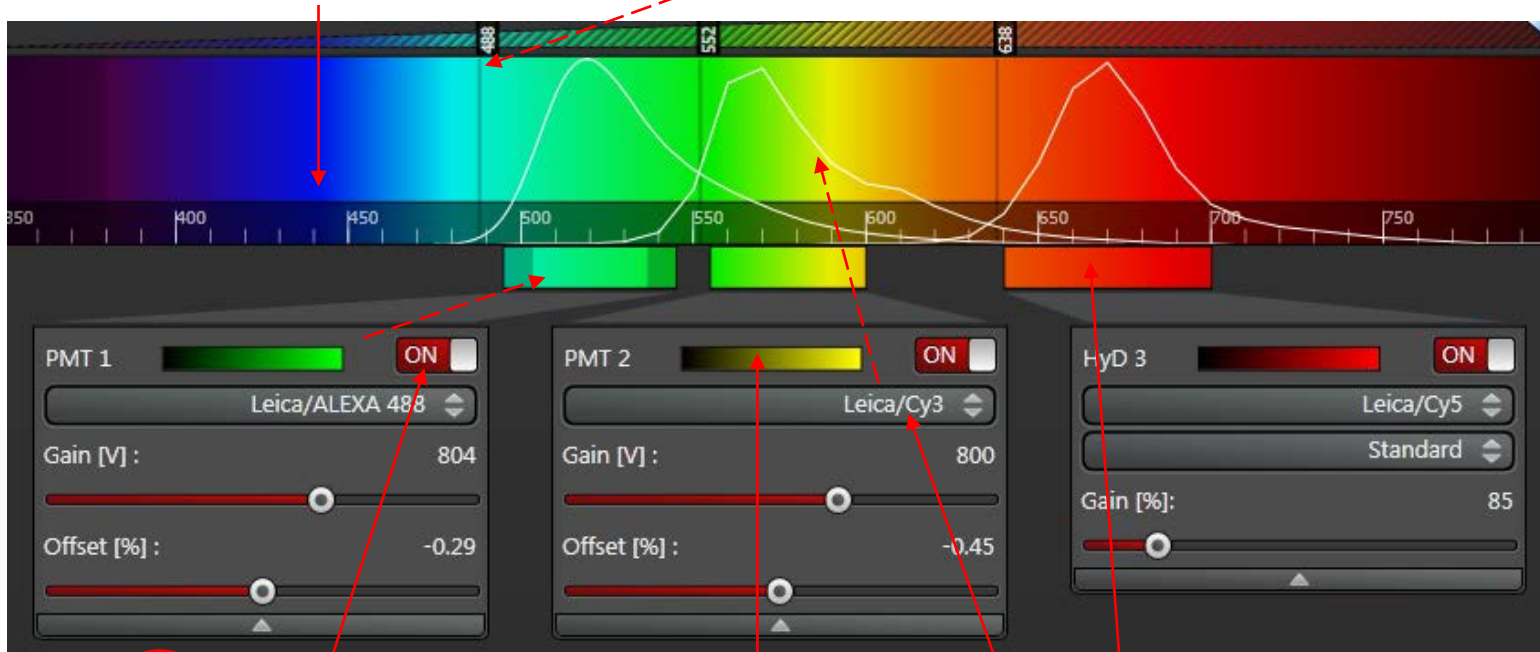 488 552 638
350 400 450 500 550 600 650 700 750
PMT 1 ON
Leica/ALEXA 488
Gain [V] : 804
Offset [%] : -0.29
PMT 2 ON
Leica/Cy3
Gain [V] : 800
Offset [%] : -0.45
HyD 3 ON
Leica/Cy5
Standard
Gain [%]: 85